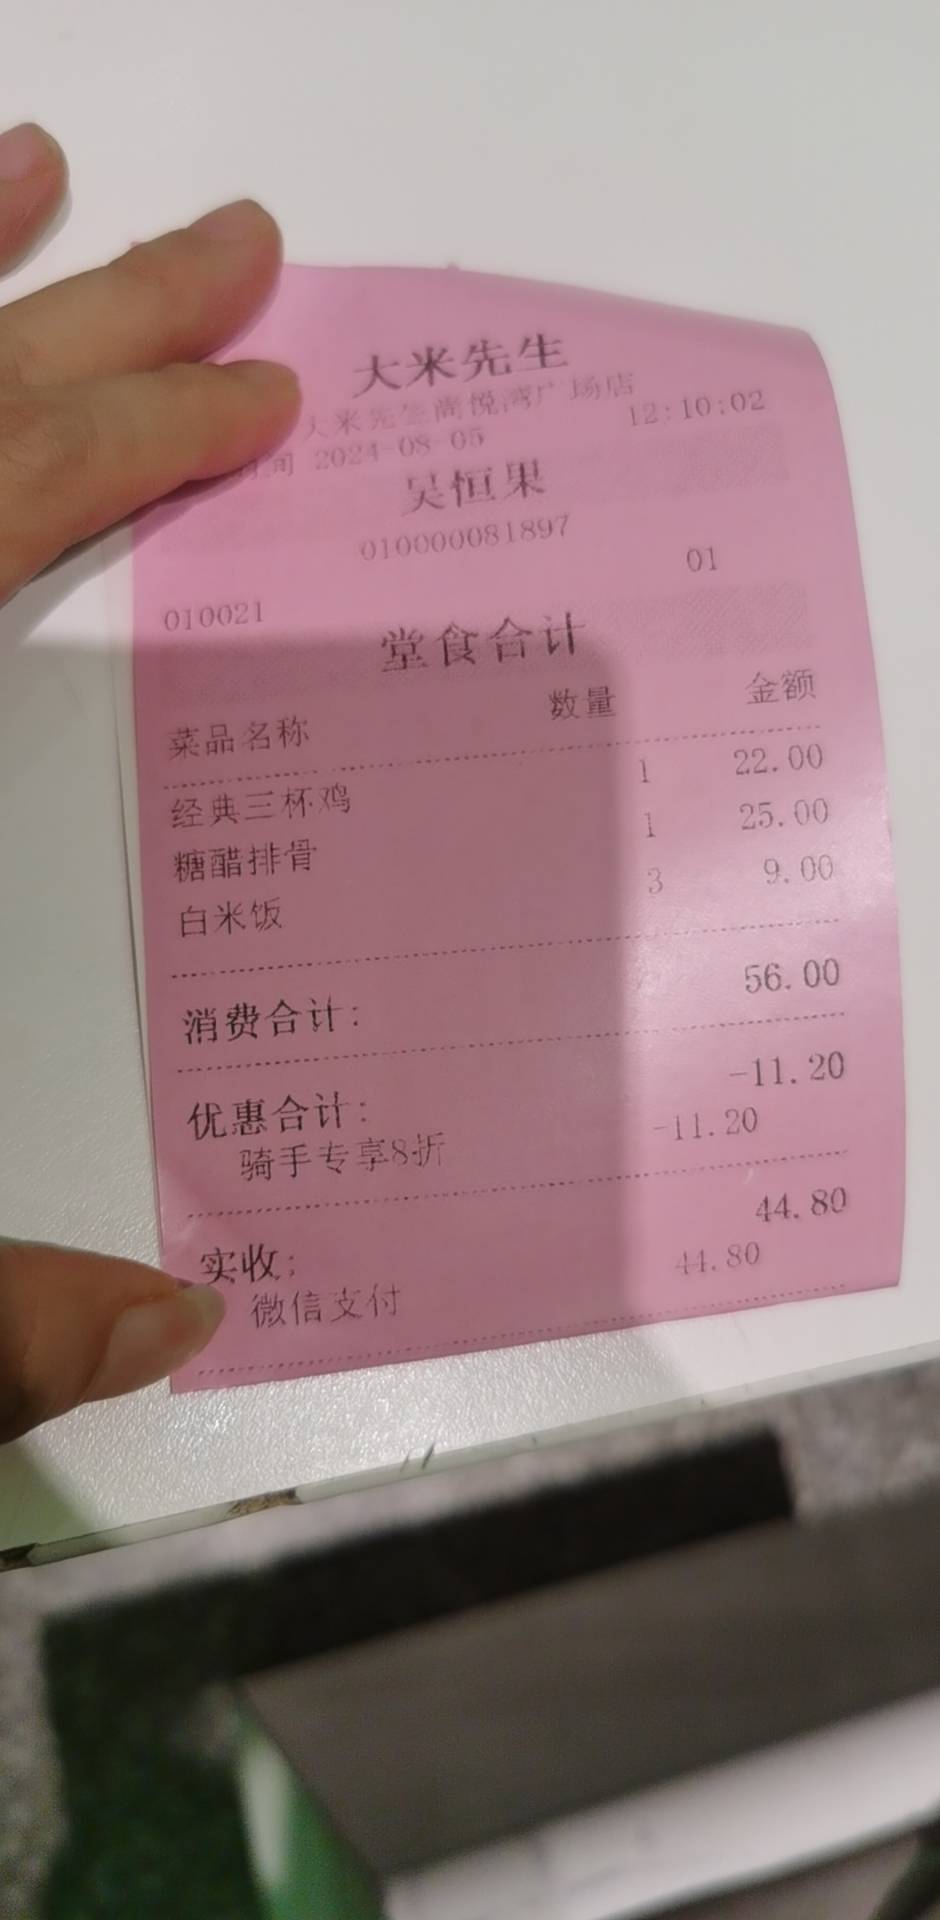 大米先生
大米先生尚悦湾广场店
时间 2024-08-05 12:10:02
吴恒果
010000081897
010021 01
堂食合计
菜品名称 数量 金额
经典三杯鸡 1 22.00
糖醋排骨 1 25.00
白米饭 3 9.00
消费合计: 56.00
优惠合计: -11.20
骑手专享8折 -11.20
实收: 44.80
微信支付 44.80